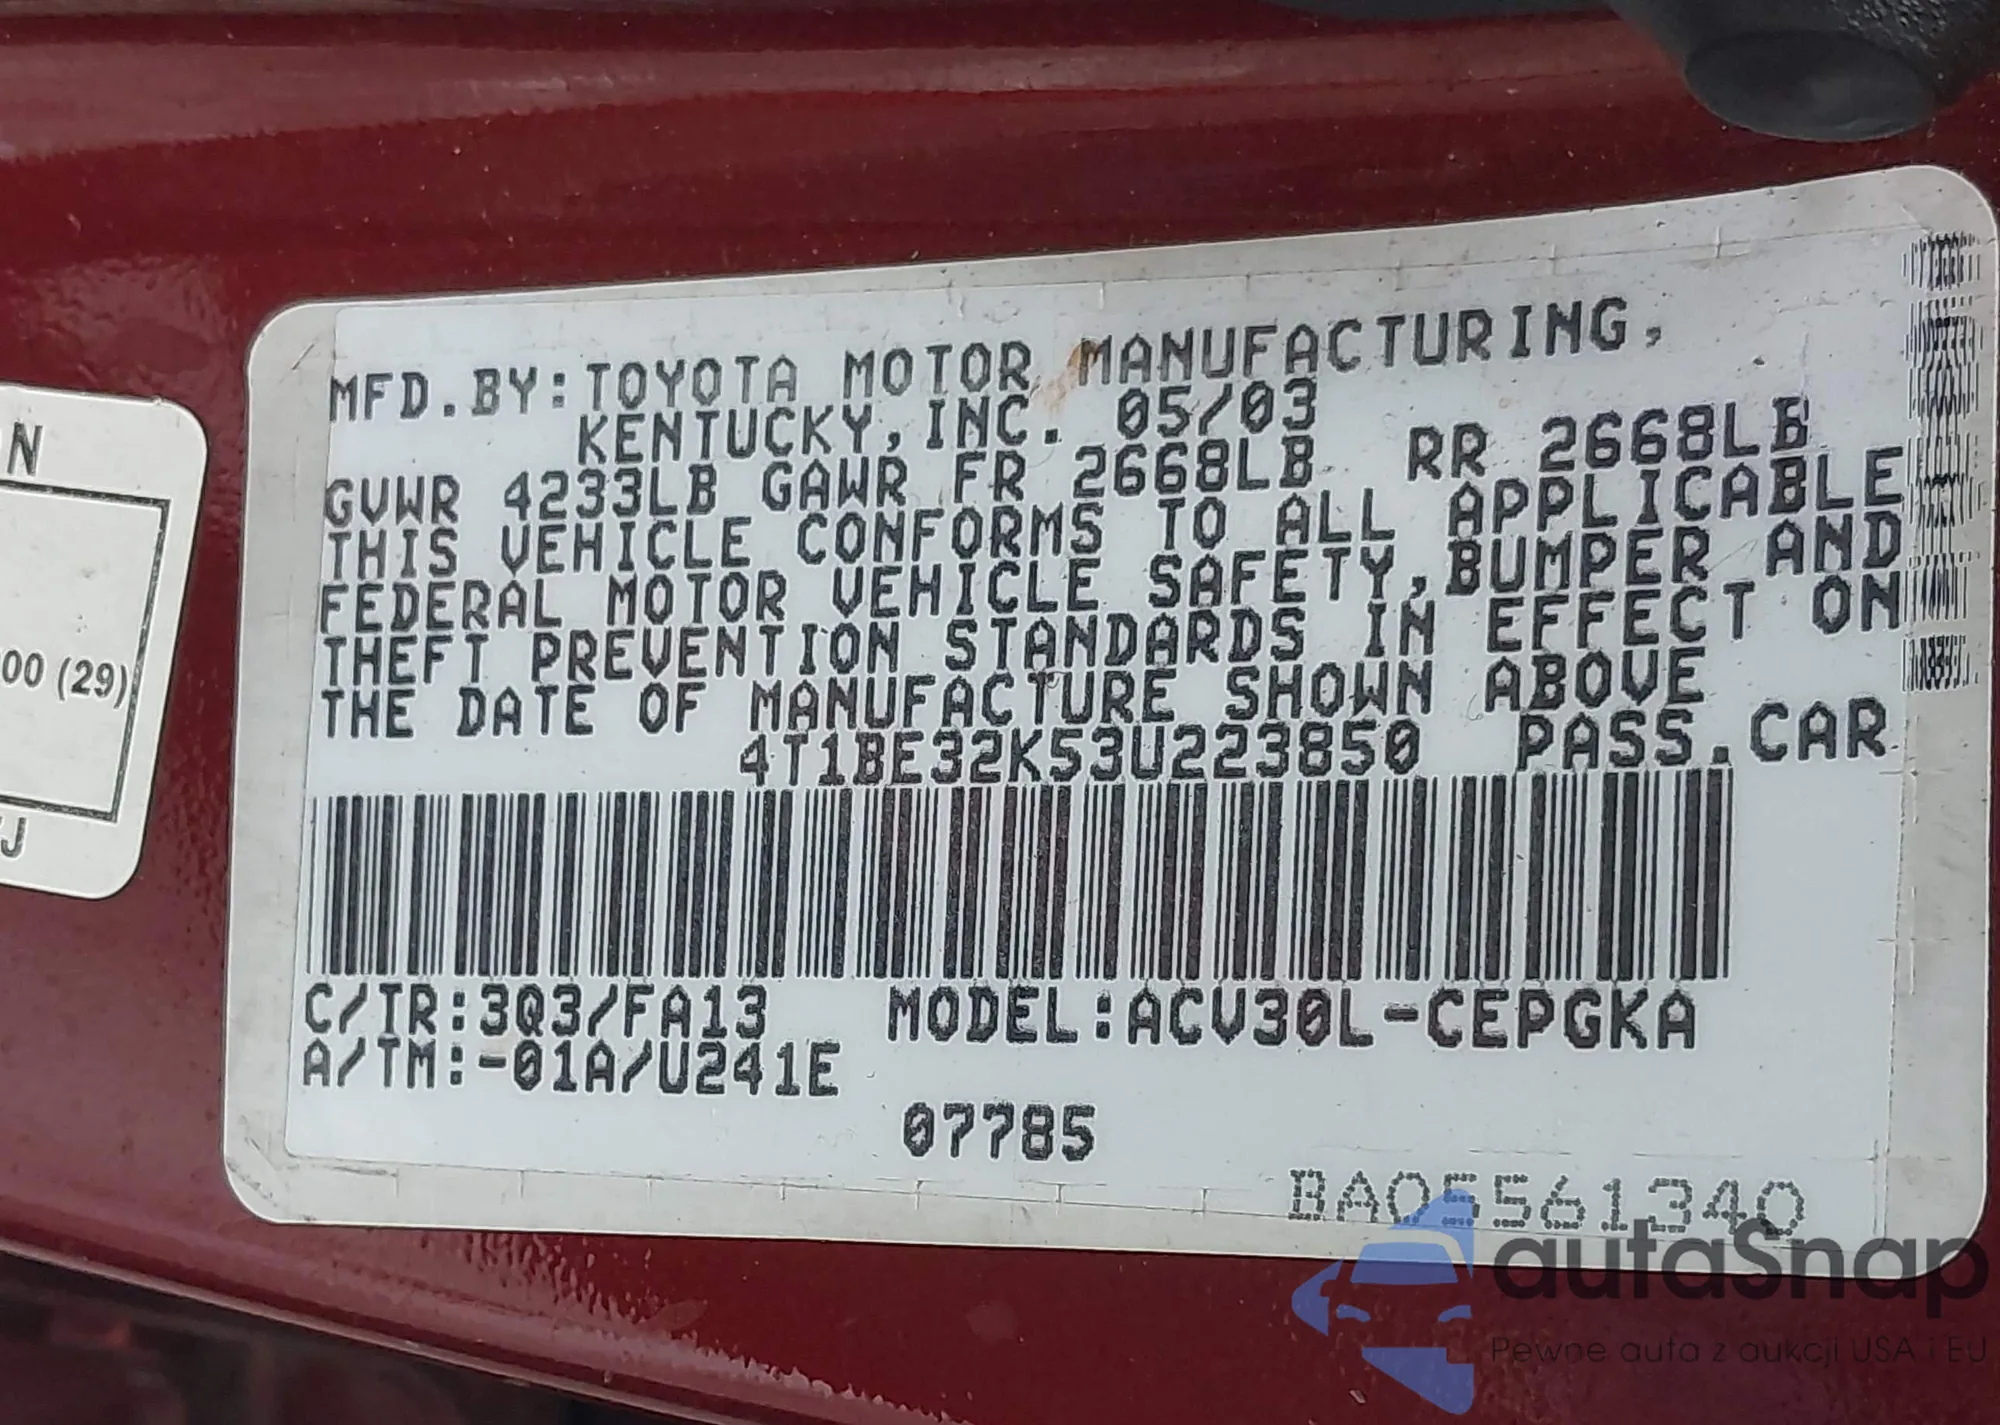 N
00 (29)
J
MFD.BY:TOYOTA MOTOR MANUFACTURING,
KENTUCKY,INC. 05/03
GVWR 4233LB GAWR FR 2668LB RR 2668LB
THIS VEHICLE CONFORMS TO ALL APPLICABLE
FEDERAL MOTOR VEHICLE SAFETY,BUMPER AND
THEFT PREVENTION STANDARDS IN EFFECT ON
THE DATE OF MANUFACTURE SHOWN ABOVE
4T1BE32K53U223850 PASS.CAR
C/TR:3Q3/FA13 MODEL:ACV30L-CEPGKA
A/TM:-01A/U241E
07785
BA05561340
autaSnap
Pewne auta z aukcji USA i EU